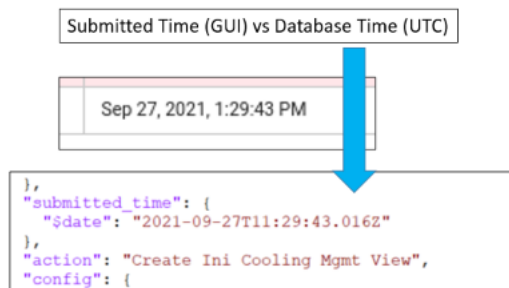 Submitted Time (GUI) vs Database Time (UTC)
Sep 27, 2021, 1:29:43 PM
},
"submitted_time": {
"$date": "2021-09-27T11:29:43.016Z"
},
"action": "Create Ini Cooling Mgmt View",
"config": {